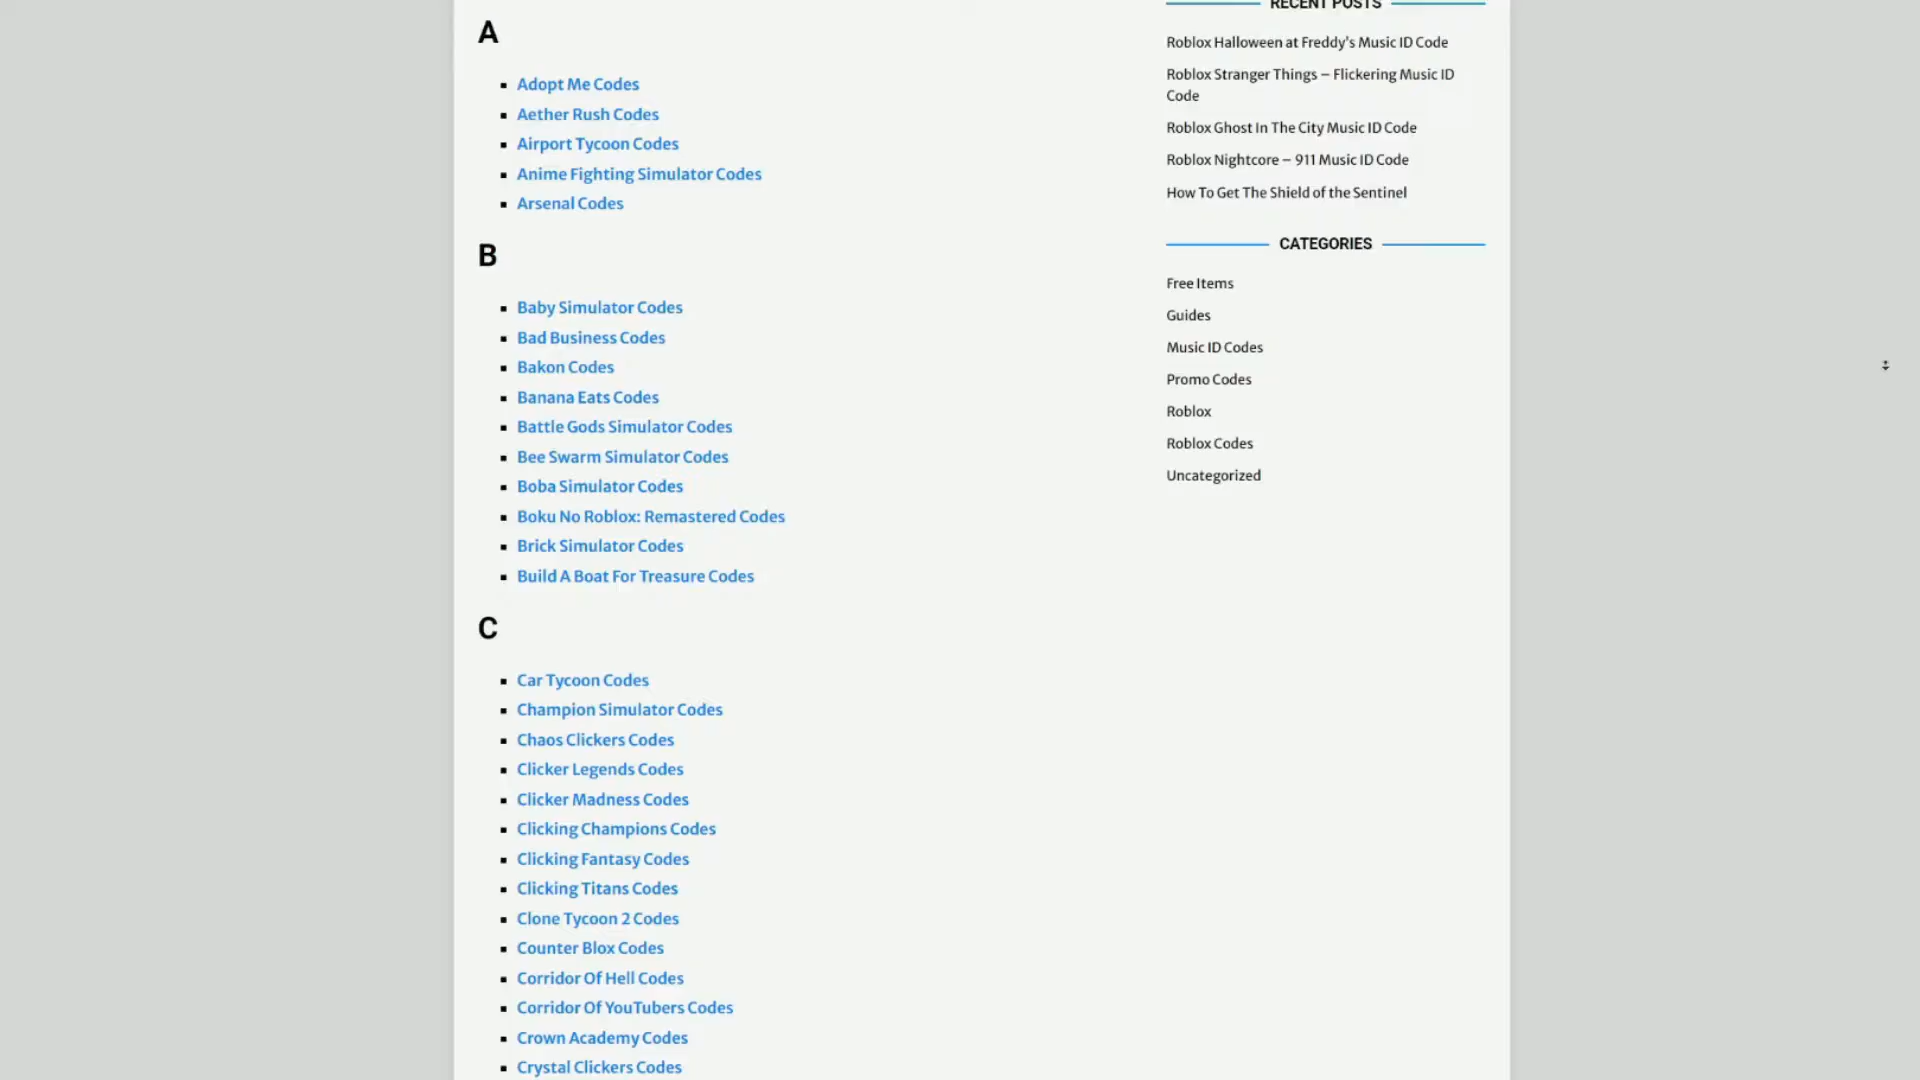 A
Adopt Me Codes
Aether Rush Codes
Airport Tycoon Codes
Anime Fighting Simulator Codes
Arsenal Codes
B
Baby Simulator Codes
Bad Business Codes
Bakon Codes
Banana Eats Codes
Battle Gods Simulator Codes
Bee Swarm Simulator Codes
Boba Simulator Codes
Boku No Roblox: Remastered Codes
Brick Simulator Codes
Build A Boat For Treasure Codes
C
Car Tycoon Codes
Champion Simulator Codes
Chaos Clickers Codes
Clicker Legends Codes
Clicker Madness Codes
Clicking Champions Codes
Clicking Fantasy Codes
Clicking Titans Codes
Clone Tycoon 2 Codes
Counter Blox Codes
Corridor Of Hell Codes
Corridor Of YouTubers Codes
Crown Academy Codes
Crystal Clickers Codes
RECENT POSTS
Roblox Halloween at Freddy's Music ID Code
Roblox Stranger Things – Flickering Music ID
Code
Roblox Ghost In The City Music ID Code
Roblox Nightcore – 911 Music ID Code
How To Get The Shield of the Sentinel
CATEGORIES
Free Items
Guides
Music ID Codes
Promo Codes
Roblox
Roblox Codes
Uncategorized